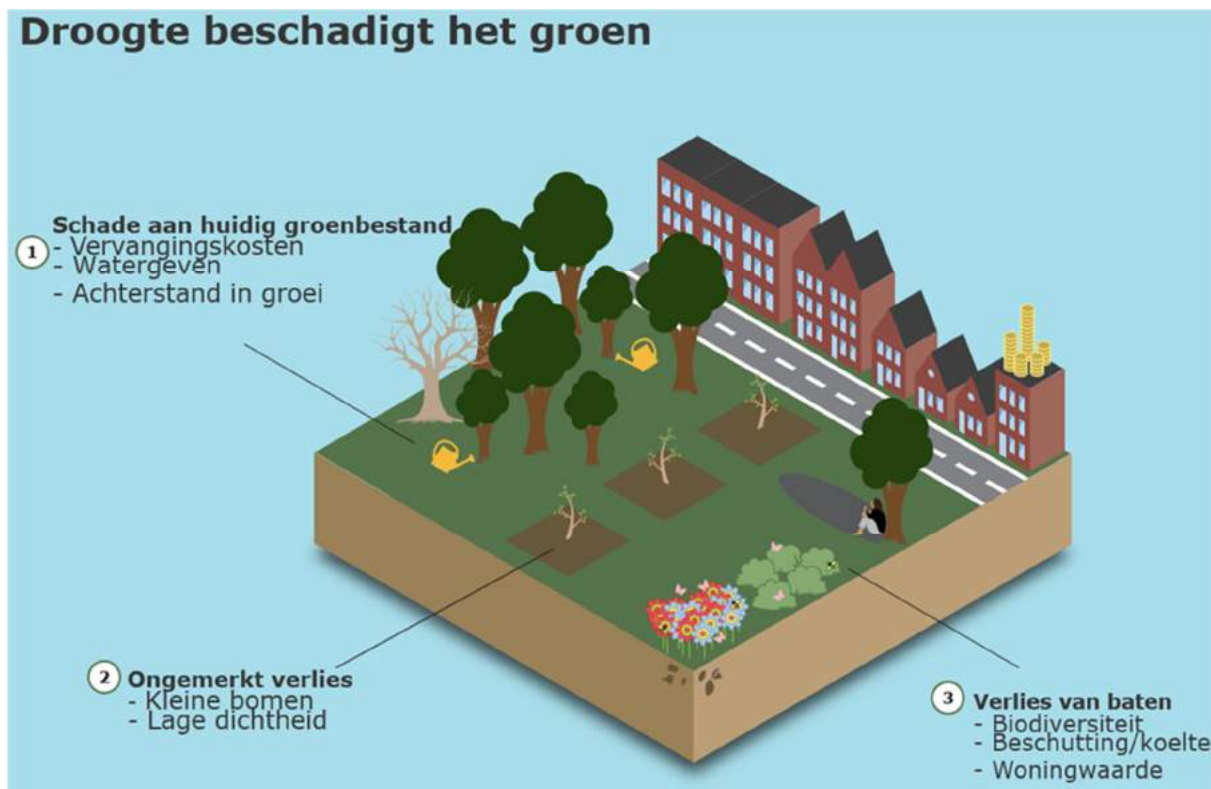 Droogte beschadigt het groen
Schade aan huidig groenbestand
1
- Vervangingskosten
- Watergeven
- Achterstand in groei
2
Ongemerkt verlies
- Kleine bomen
- Lage dichtheid
3
Verlies van baten
- Biodiversiteit
- Beschutting/koelte
- Woningwaarde